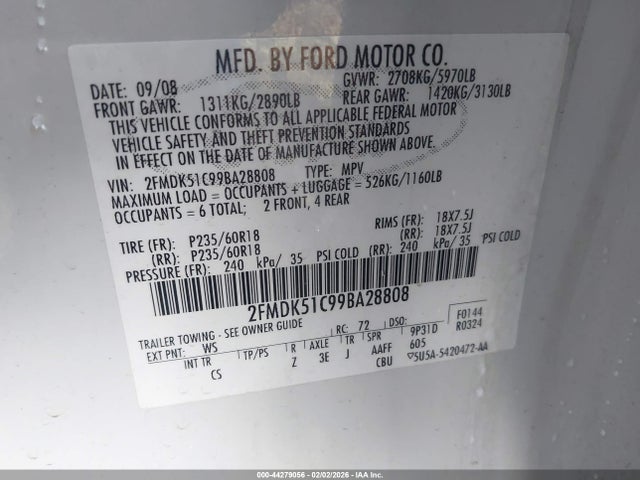 MFD. BY FORD MOTOR CO.
DATE: 09/08 GVWR: 2708KG/5970LB
FRONT GAWR: 1311KG/2890LB REAR GAWR: 1420KG/3130LB
THIS VEHICLE CONFORMS TO ALL APPLICABLE FEDERAL MOTOR
VEHICLE SAFETY AND THEFT PREVENTION STANDARDS
IN EFFECT ON THE DATE OF MANUFACTURE SHOWN ABOVE.
VIN: 2FMDK51C99BA28808 TYPE: MPV
MAXIMUM LOAD = OCCUPANTS + LUGGAGE = 526KG/1160LB
OCCUPANTS = 6 TOTAL; 2 FRONT, 4 REAR
TIRE (FR): P235/60R18 RIMS (FR): 18X7.5J
(RR): P235/60R18 (RR): 18X7.5J
PRESSURE (FR): 240 kPa/ 35 PSI COLD (RR): 240 kPa/ 35 PSI COLD
2FMDK51C99BA28808
TRAILER TOWING - SEE OWNER GUIDE RC: 72 DSO: F0144
EXT PNT: WS INT TR TP/PS R AXLE TR SPR 9P31D R0324
CS Z 3E J AAFF 605
CBU 5U5A-5420472-AA
000-44279056 - 02/02/2026 - IAA Inc.